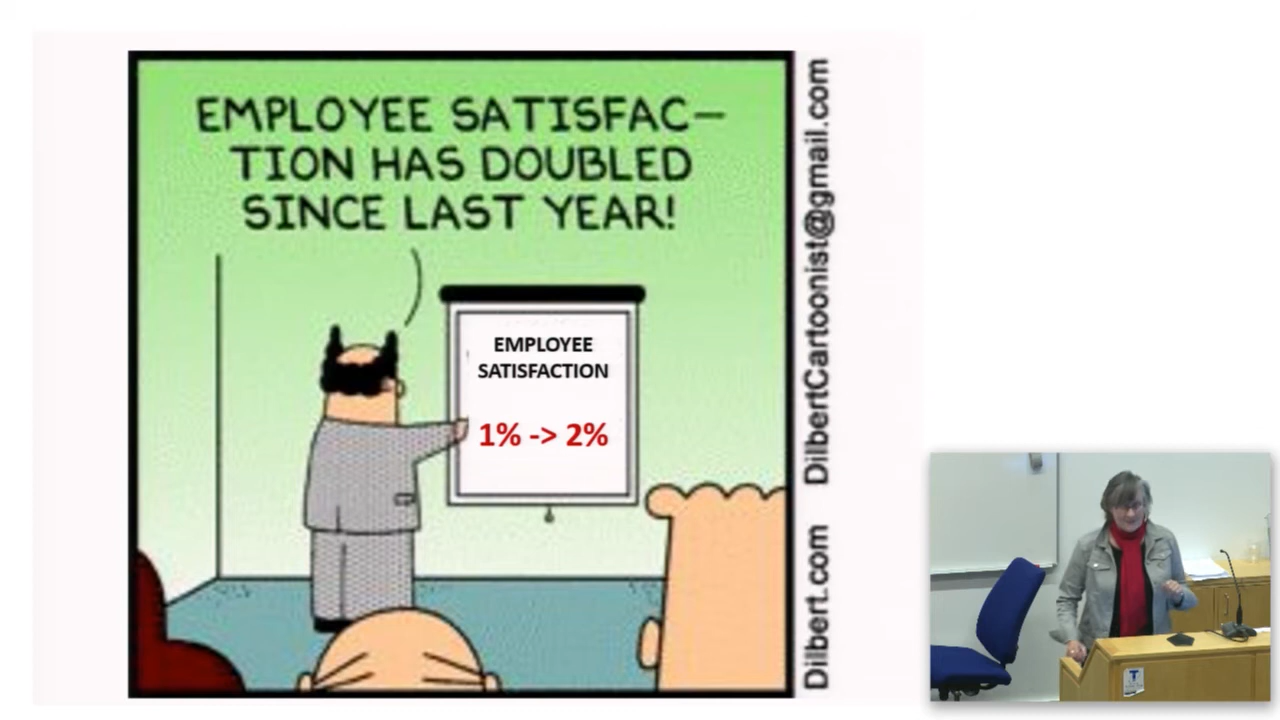 EMPLOYEE SATISFAC–
TION HAS DOUBLED
SINCE LAST YEAR!
EMPLOYEE
SATISFACTION
1% -> 2%
Dilbert.com DilbertCartoonist@gmail.com
T